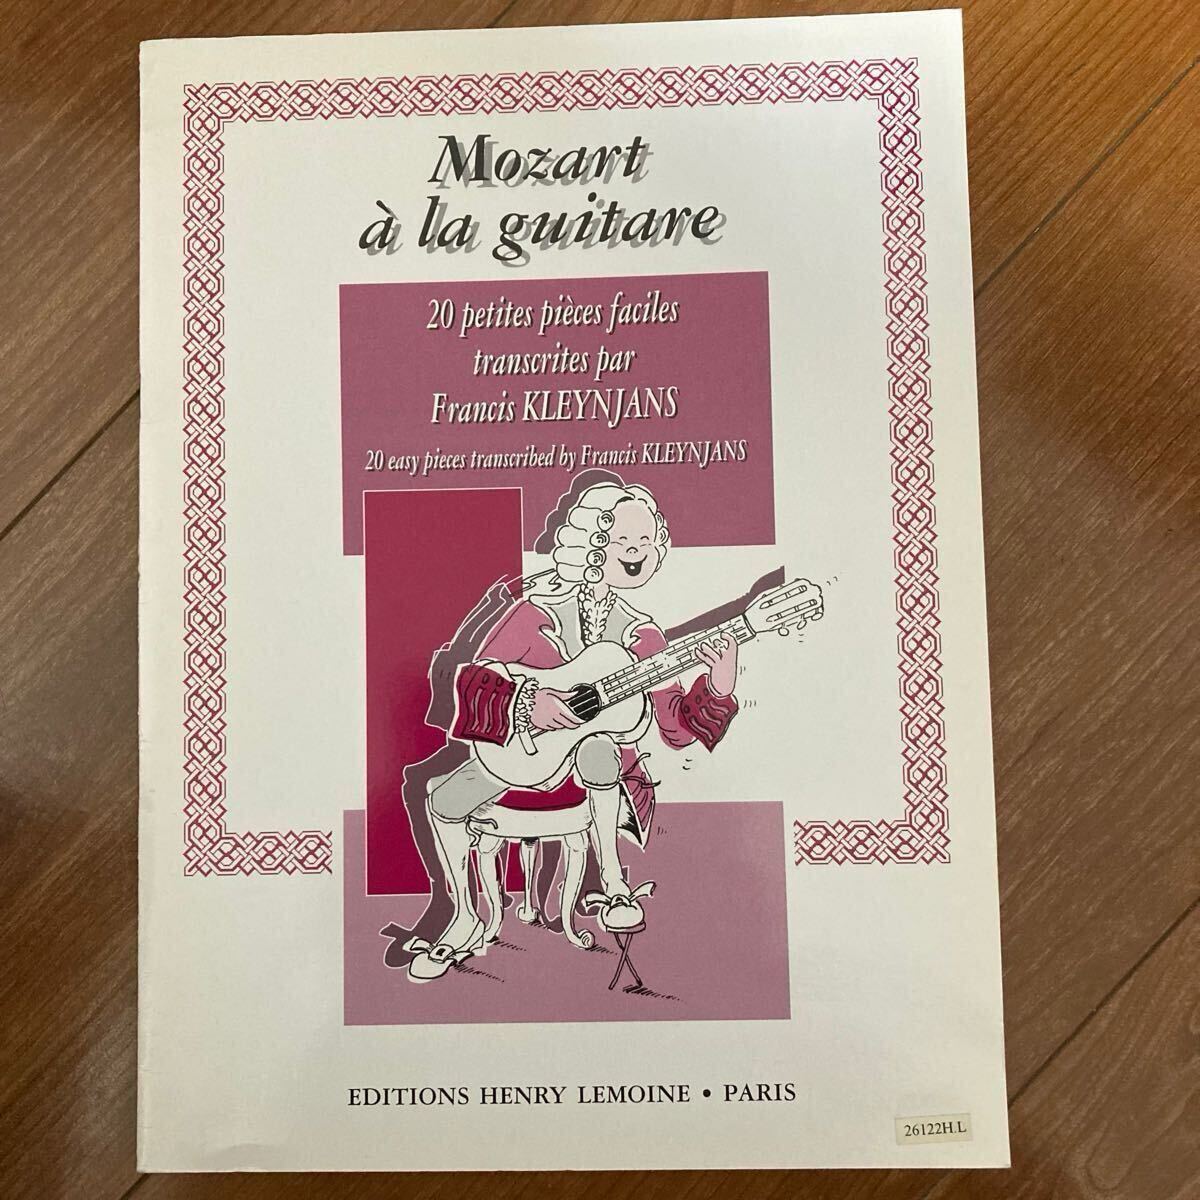 Mozart
à la guitare
20 petites pièces faciles
transcrites par
Francis KLEYNJANS
20 easy pieces transcribed by Francis KLEYNJANS
EDITIONS HENRY LEMOINE • PARIS
26122H.L